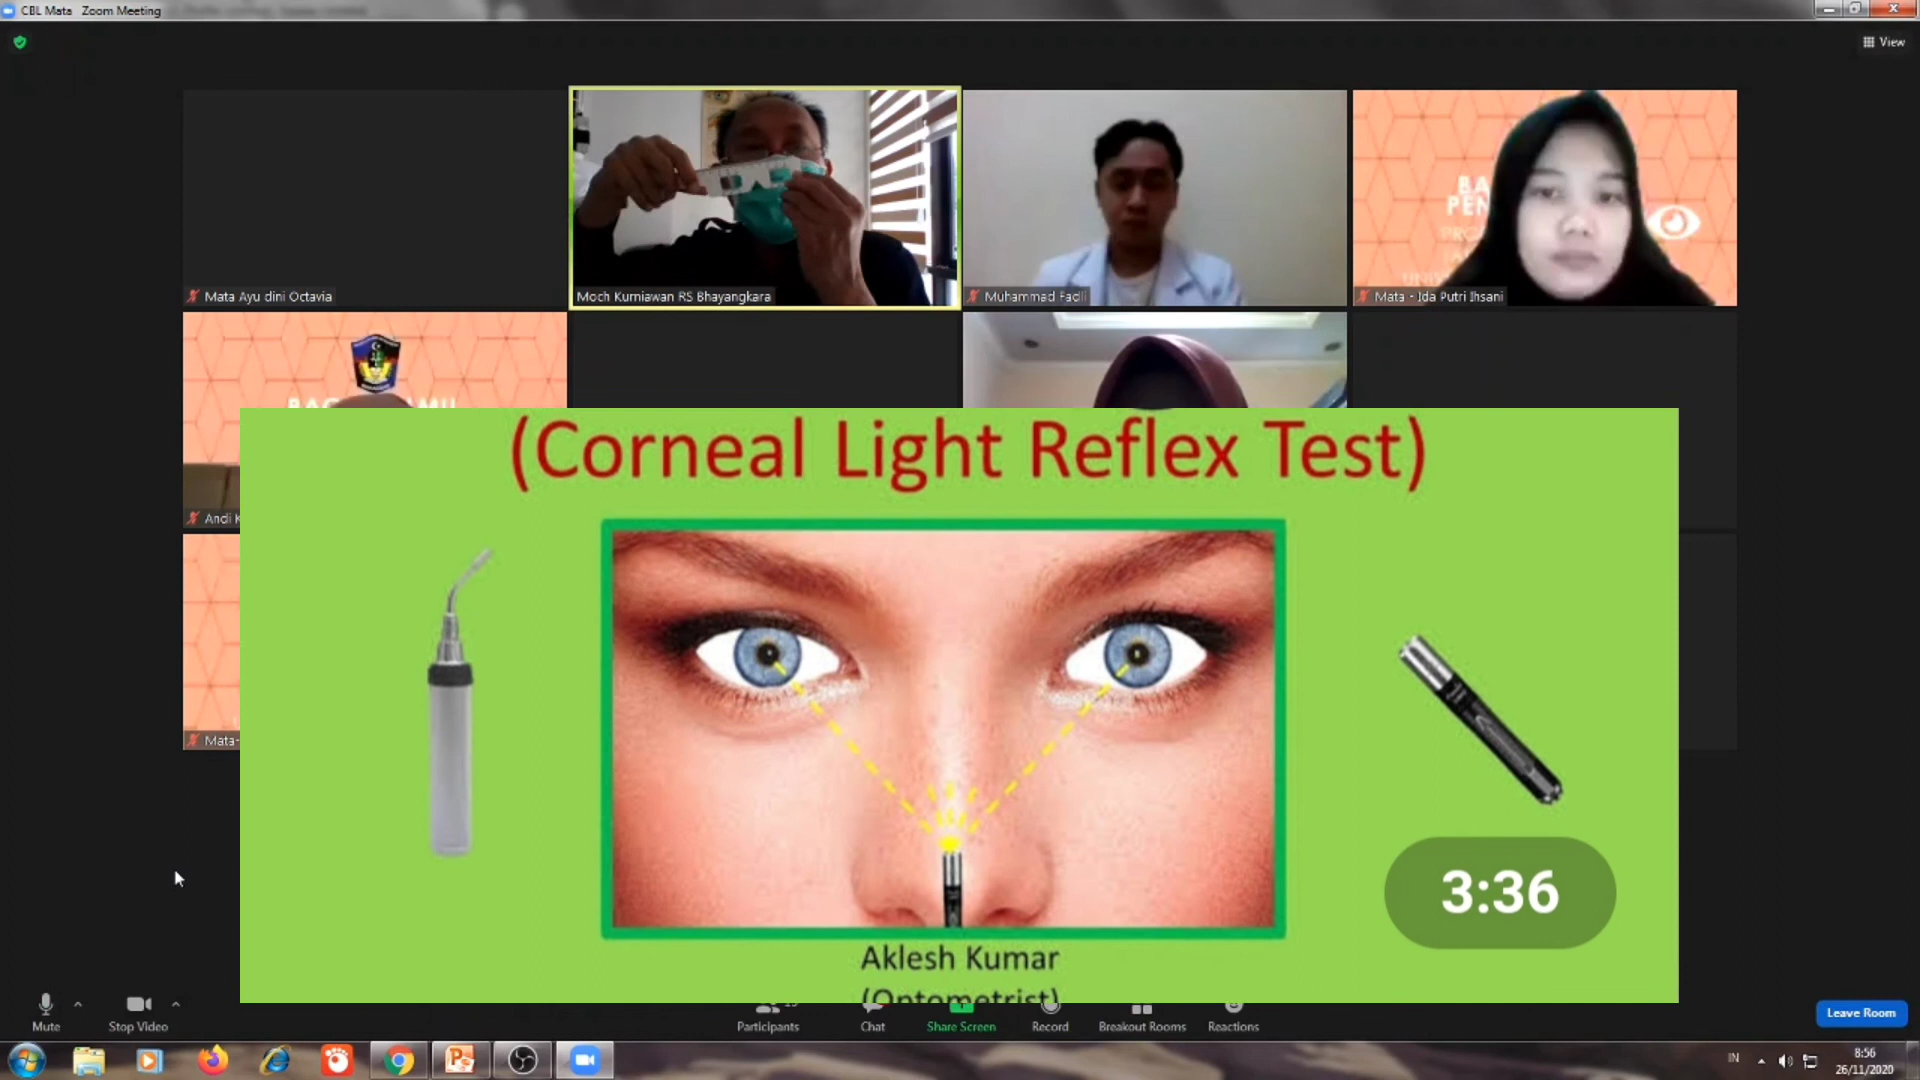 CBL Mata Zoom Meeting
View
Mata Ayu dini Octavia
Moch Kurniawan RS Bhayangkara
Muhammad Fadli
BA
PEN
Mata - Ida Putri Ihsani
Andi K
Mata-
(Corneal Light Reflex Test)
3:36
Aklesh Kumar
(Optometrist)
Mute
Stop Video
Participants
Chat
Share Screen
Record
Breakout Rooms
Reactions
Leave Room
IN
8:56
26/11/2020